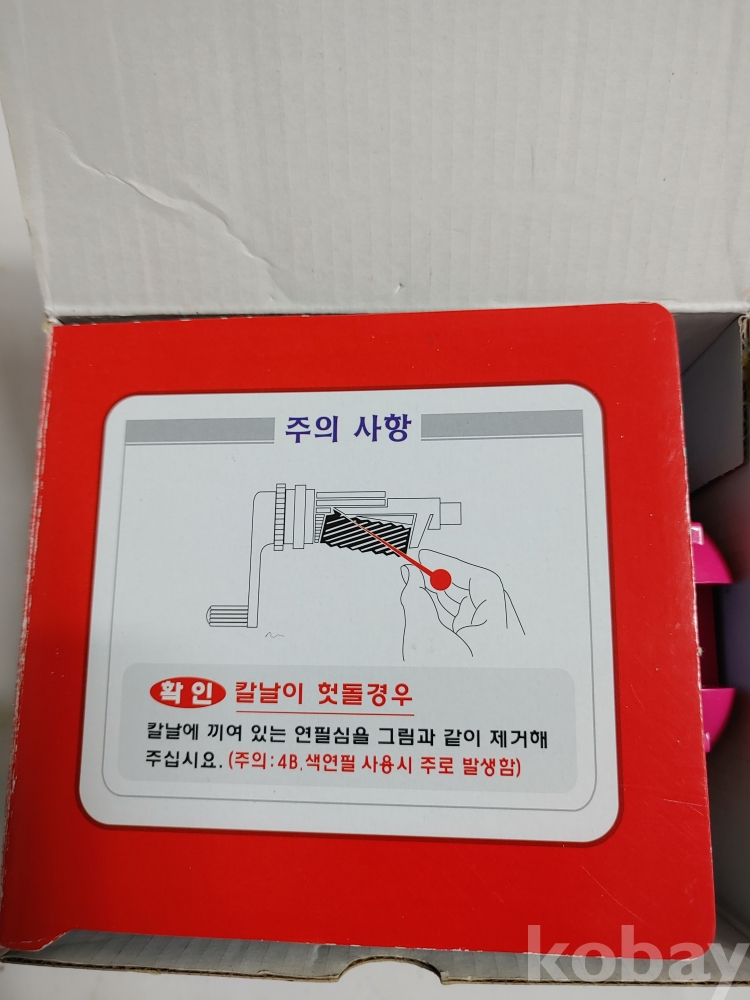 주의 사항
확인 칼날이 헛돌경우
칼날에 끼여 있는 연필심을 그림과 같이 제거해
주십시요. (주의:4B.색연필 사용시 주로 발생함)
kobay